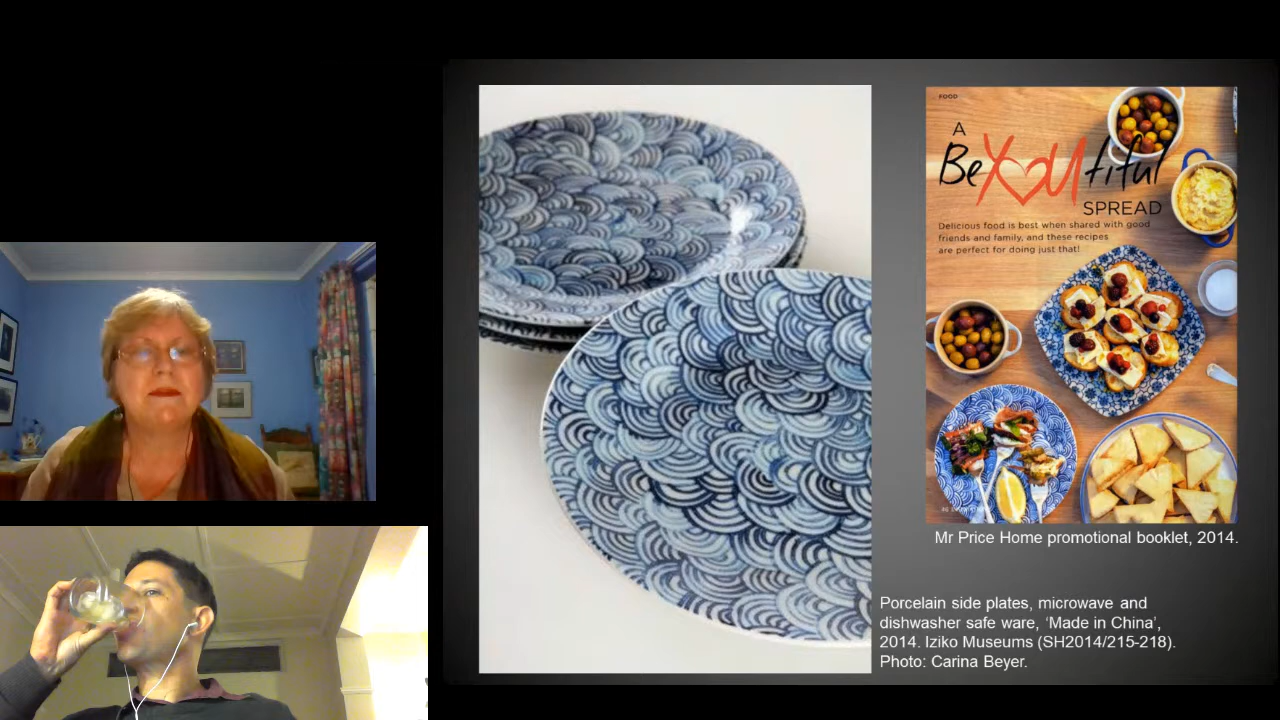 FOOD
A
BeYOUtiful
SPREAD
Delicious food is best when shared with good
friends and family, and these recipes
are perfect for doing just that!
Mr Price Home promotional booklet, 2014.
Porcelain side plates, microwave and
dishwasher safe ware, ‘Made in China’,
2014. Iziko Museums (SH2014/215-218).
Photo: Carina Beyer.